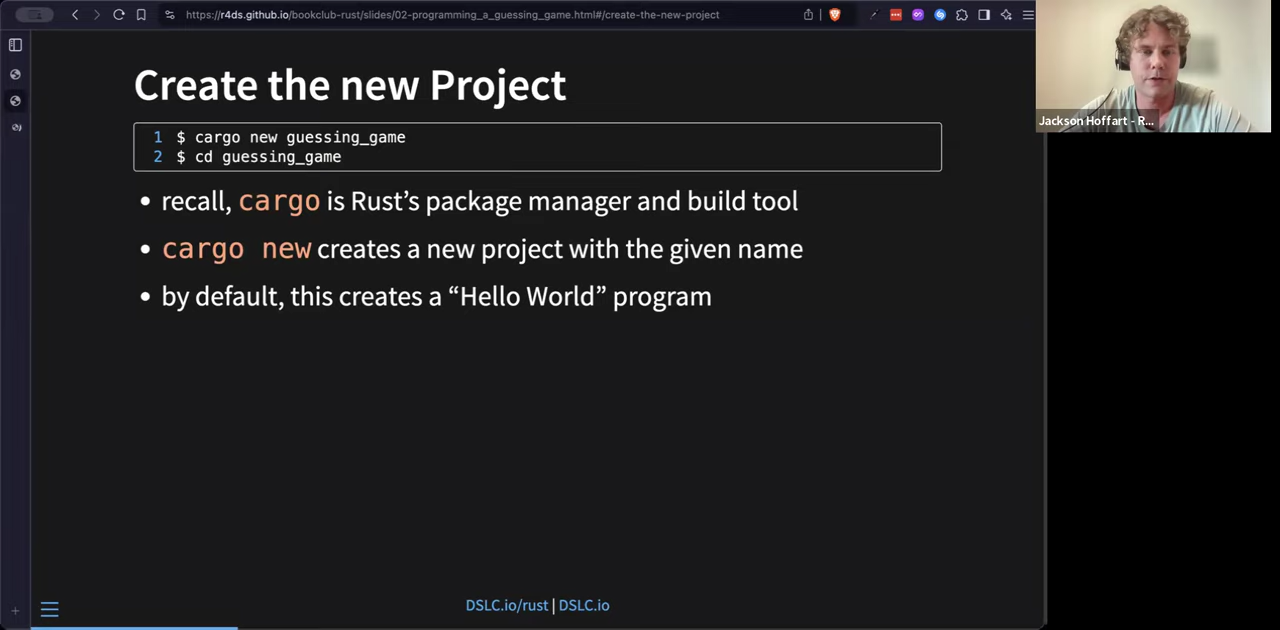 https://r4ds.github.io/bookclub-rust/slides/02-programming_a_guessing_game.html#/create-the-new-project
Jackson Hoffart - R...
Create the new Project
1 $ cargo new guessing_game
2 $ cd guessing_game
• recall, cargo is Rust’s package manager and build tool
• cargo new creates a new project with the given name
• by default, this creates a “Hello World” program
DSLC.io/rust | DSLC.io